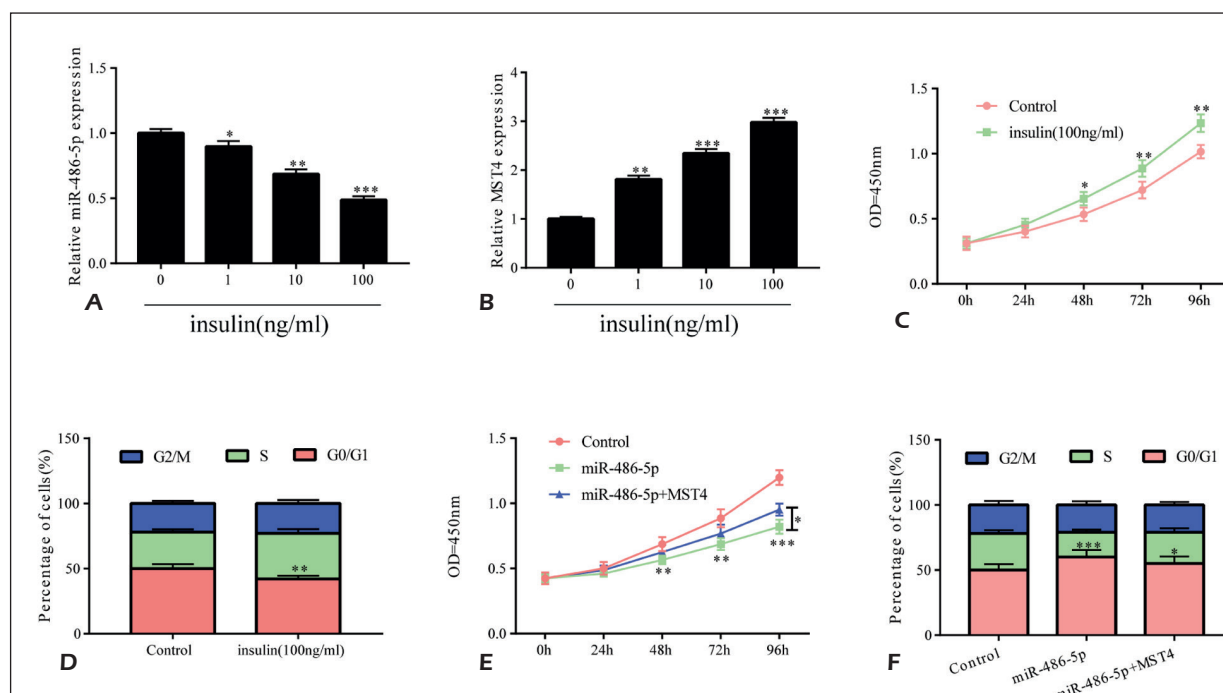 Relative miR-486-5p expression
1.5
1.0
0.5
0.0
*
**
***
0 1 10 100
insulin(ng/ml)
A
Relative MST4 expression
4
3
2
1
0
**
***
***
0 1 10 100
insulin(ng/ml)
B
OD=450nm
1.5
1.0
0.5
0.0
Control
insulin(100ng/ml)
*
**
**
0h 24h 48h 72h 96h
C
Percentage of cells(%)
150
100
50
0
G2/M S G0/G1
**
Control insulin(100ng/ml)
D
OD=450nm
1.5
1.0
0.5
0.0
Control
miR-486-5p
miR-486-5p+MST4
*
**
**
***
0h 24h 48h 72h 96h
E
Percentage of cells(%)
150
100
50
0
G2/M S G0/G1
***
*
Control
miR-486-5p
miR-486-5p+MST4
F